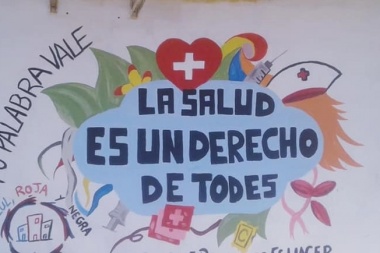 LA SALUD
ES UN DERECHO
DE TODES
PALABRA VALE
ROJA Y
NEGRA
C